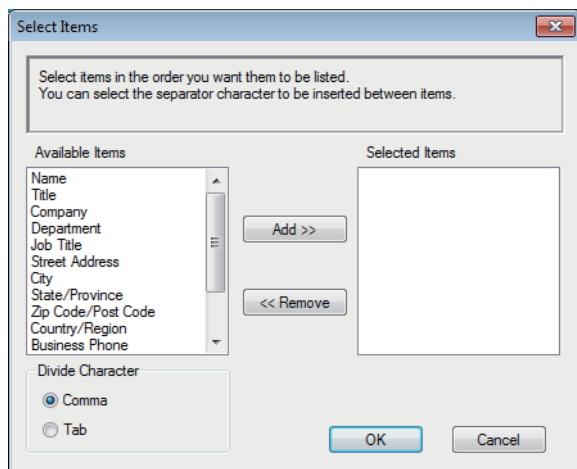 Select Items
Select items in the order you want them to be listed.
You can select the separator character to be inserted between items.
Available Items
Selected Items
Name
Title
Company
Department
Job Title
Street Address
City
State/Province
Zip Code/Post Code
Country/Region
Business Phone
Add >>
<< Remove
Divide Character
Comma
Tab
OK
Cancel